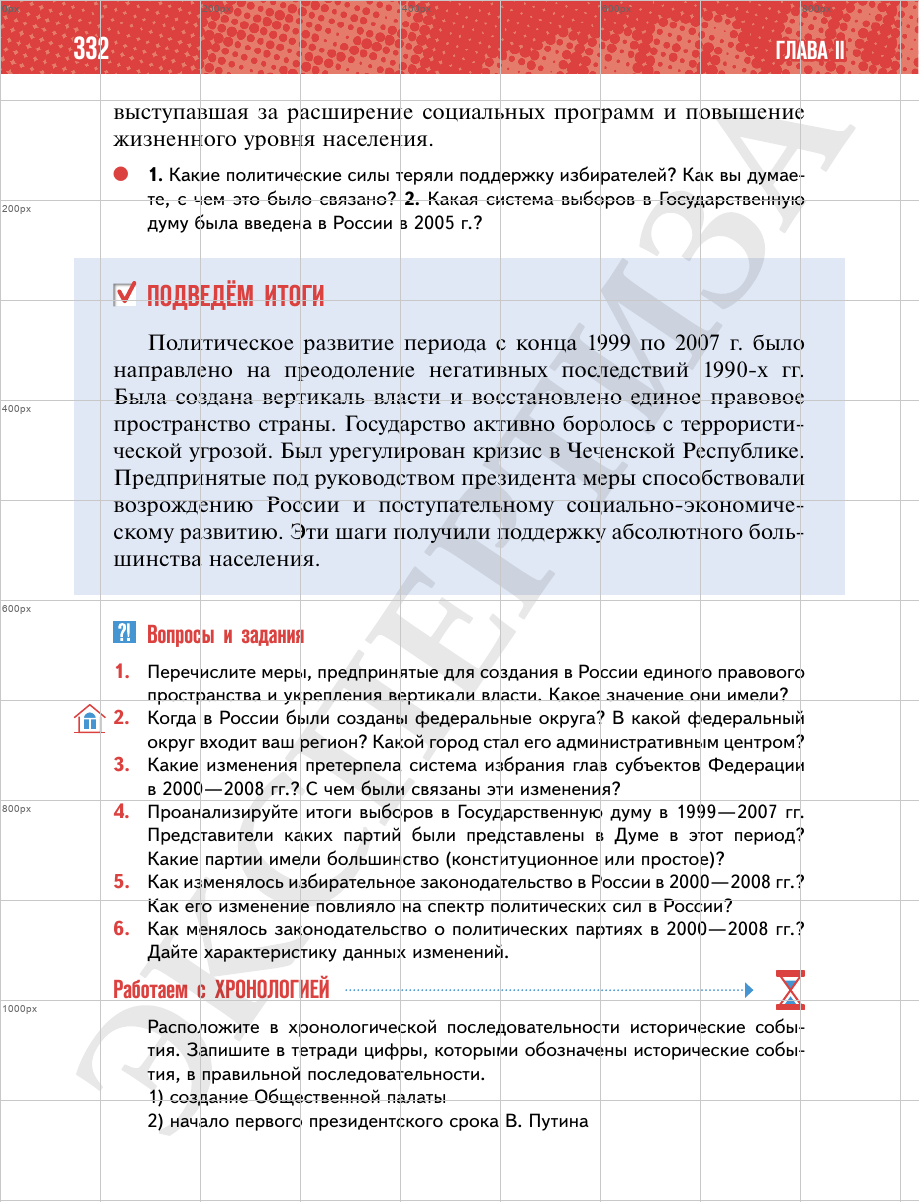 332
ГЛАВА II
выступавшая за расширение социальных программ и повышение
жизненного уровня населения.
1. Какие политические силы теряли поддержку избирателей? Как вы думае-
те, с чем это было связано? 2. Какая система выборов в Государственную
думу была введена в России в 2005 г.?
ПОДВЕДЁМ ИТОГИ
Политическое развитие периода с конца 1999 по 2007 г. было
направлено на преодоление негативных последствий 1990-х гг.
Была создана вертикаль власти и восстановлено единое правовое
пространство страны. Государство активно боролось с террористи-
ческой угрозой. Был урегулирован кризис в Чеченской Республике.
Предпринятые под руководством президента меры способствовали
возрождению России и поступательному социально-экономиче-
скому развитию. Эти шаги получили поддержку абсолютного боль-
шинства населения.
?! Вопросы и задания
1. Перечислите меры, предпринятые для создания в России единого правового
пространства и укрепления вертикали власти. Какое значение они имели?
2. Когда в России были созданы федеральные округа? В какой федеральный
округ входит ваш регион? Какой город стал его административным центром?
3. Какие изменения претерпела система избрания глав субъектов Федерации
в 2000—2008 гг.? С чем были связаны эти изменения?
4. Проанализируйте итоги выборов в Государственную думу в 1999—2007 гг.
Представители каких партий были представлены в Думе в этот период?
Какие партии имели большинство (конституционное или простое)?
5. Как изменялось избирательное законодательство в России в 2000—2008 гг.?
Как его изменение повлияло на спектр политических сил в России?
6. Как менялось законодательство о политических партиях в 2000—2008 гг.?
Дайте характеристику данных изменений.
Работаем с ХРОНОЛОГИЕЙ
Расположите в хронологической последовательности исторические собы-
тия. Запишите в тетради цифры, которыми обозначены исторические собы-
тия, в правильной последовательности.
1) создание Общественной палаты
2) начало первого президентского срока В. Путина
ЭКСПЕРТИЗА
200px
400px
600px
800px
1000px